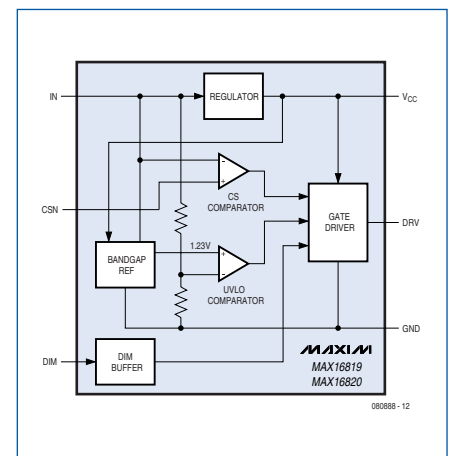 IN
REGULATOR
VCC
-
+
CS
COMPARATOR
CSN
GATE
DRIVER
DRV
BANDGAP
REF
1.23V
+
-
UVLO
COMPARATOR
GND
DIM
DIM
BUFFER
MAXIM
MAX16819
MAX16820
080888 - 12